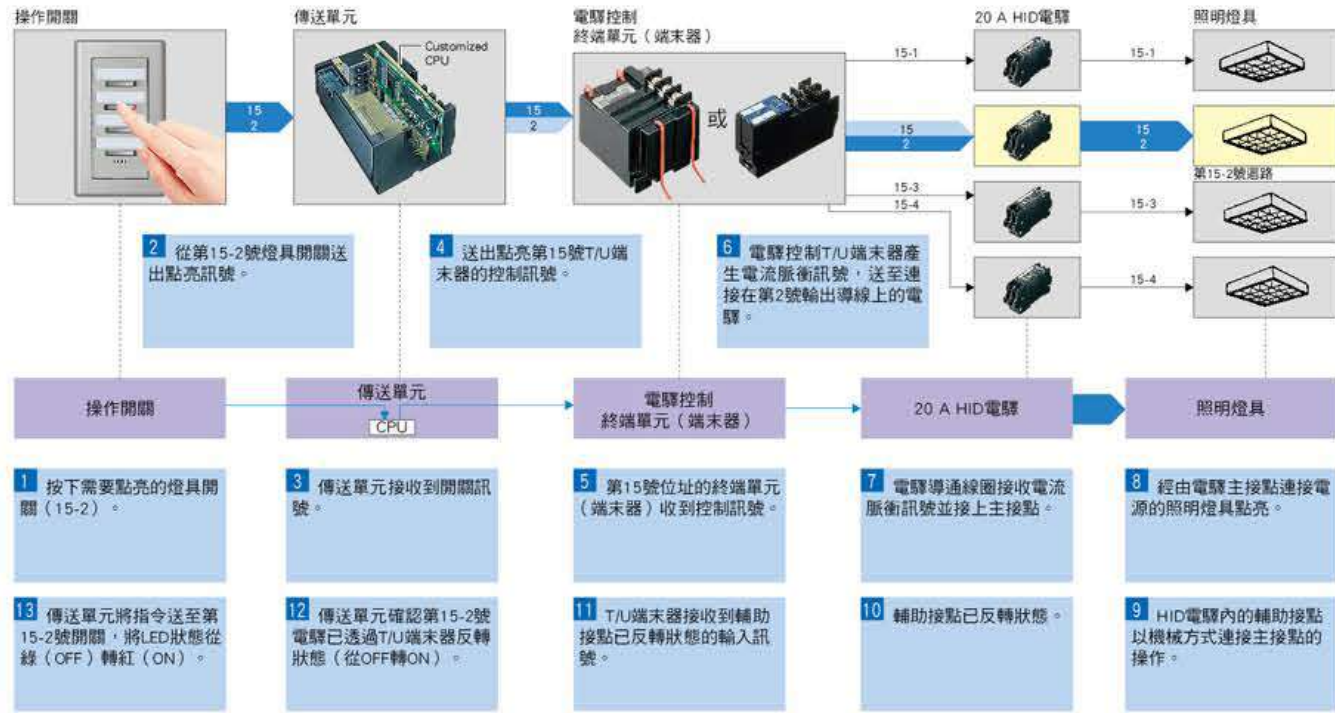 操作開關
傳送單元
電驛控制
終端單元（端末器）
20 A HID電驛
照明燈具
Customized
CPU
或
15
2
15
2
15-1
15-1
15
2
15
2
第15-2號迴路
15-3
15-4
15-3
15-4
2 從第15-2號燈具開關送
出點亮訊號。
4 送出點亮第15號T/U端
末器的控制訊號。
6 電驛控制T/U端末器產
生電流脈衝訊號，送至連
接在第2號輸出導線上的電
驛。
操作開關
傳送單元
CPU
電驛控制
終端單元（端末器）
20 A HID電驛
照明燈具
1 按下需要點亮的燈具開
關（15-2）。
3 傳送單元接收到開關訊
號。
5 第15號位址的終端單元
（端末器）收到控制訊號。
7 電驛導通線圈接收電流
脈衝訊號並接上主接點。
8 經由電驛主接點連接電
源的照明燈具點亮。
13 傳送單元將指令送至第
15-2號開關，將LED狀態從
綠（OFF）轉紅（ON）。
12 傳送單元確認第15-2號
電驛已透過T/U端末器反轉
狀態（從OFF轉ON）。
11 T/U端末器接收到輔助
接點已反轉狀態的輸入訊
號。
10 輔助接點已反轉狀態。
9 HID電驛內的輔助接點
以機械方式連接主接點的
操作。